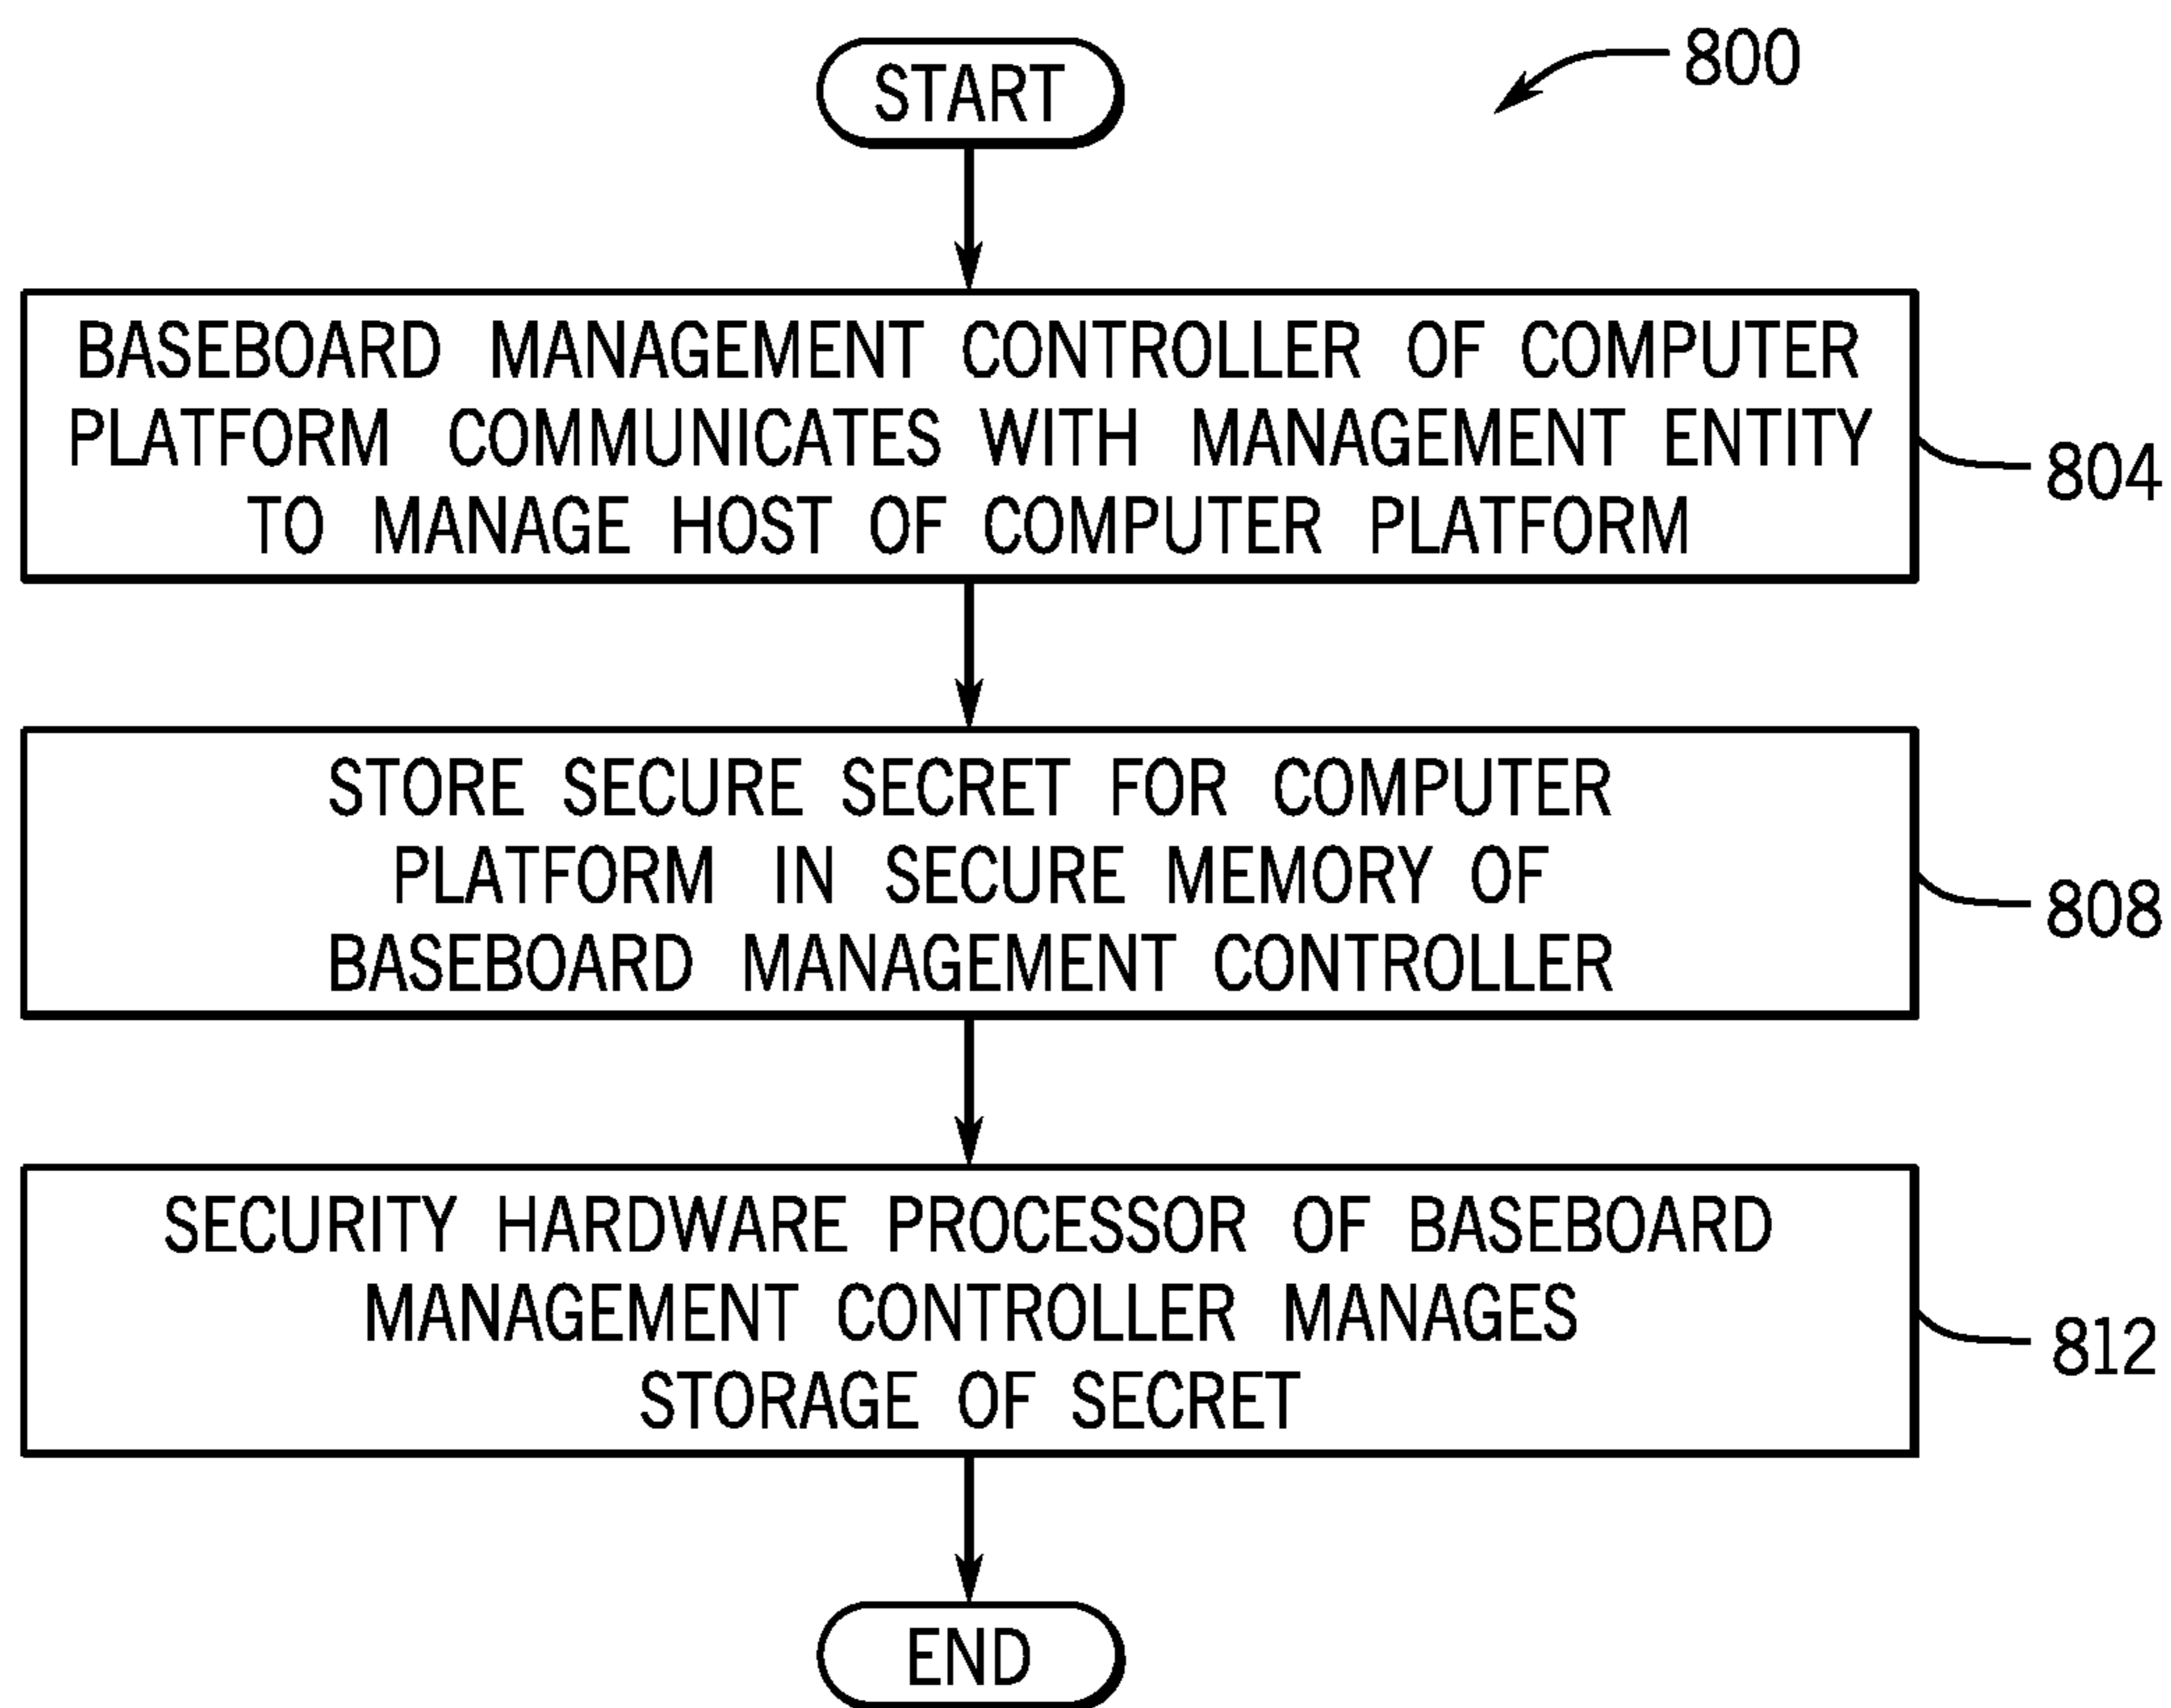 START
800
BASEBOARD MANAGEMENT CONTROLLER OF COMPUTER
PLATFORM COMMUNICATES WITH MANAGEMENT ENTITY
TO MANAGE HOST OF COMPUTER PLATFORM
804
STORE SECURE SECRET FOR COMPUTER
PLATFORM IN SECURE MEMORY OF
BASEBOARD MANAGEMENT CONTROLLER
808
SECURITY HARDWARE PROCESSOR OF BASEBOARD
MANAGEMENT CONTROLLER MANAGES
STORAGE OF SECRET
812
END